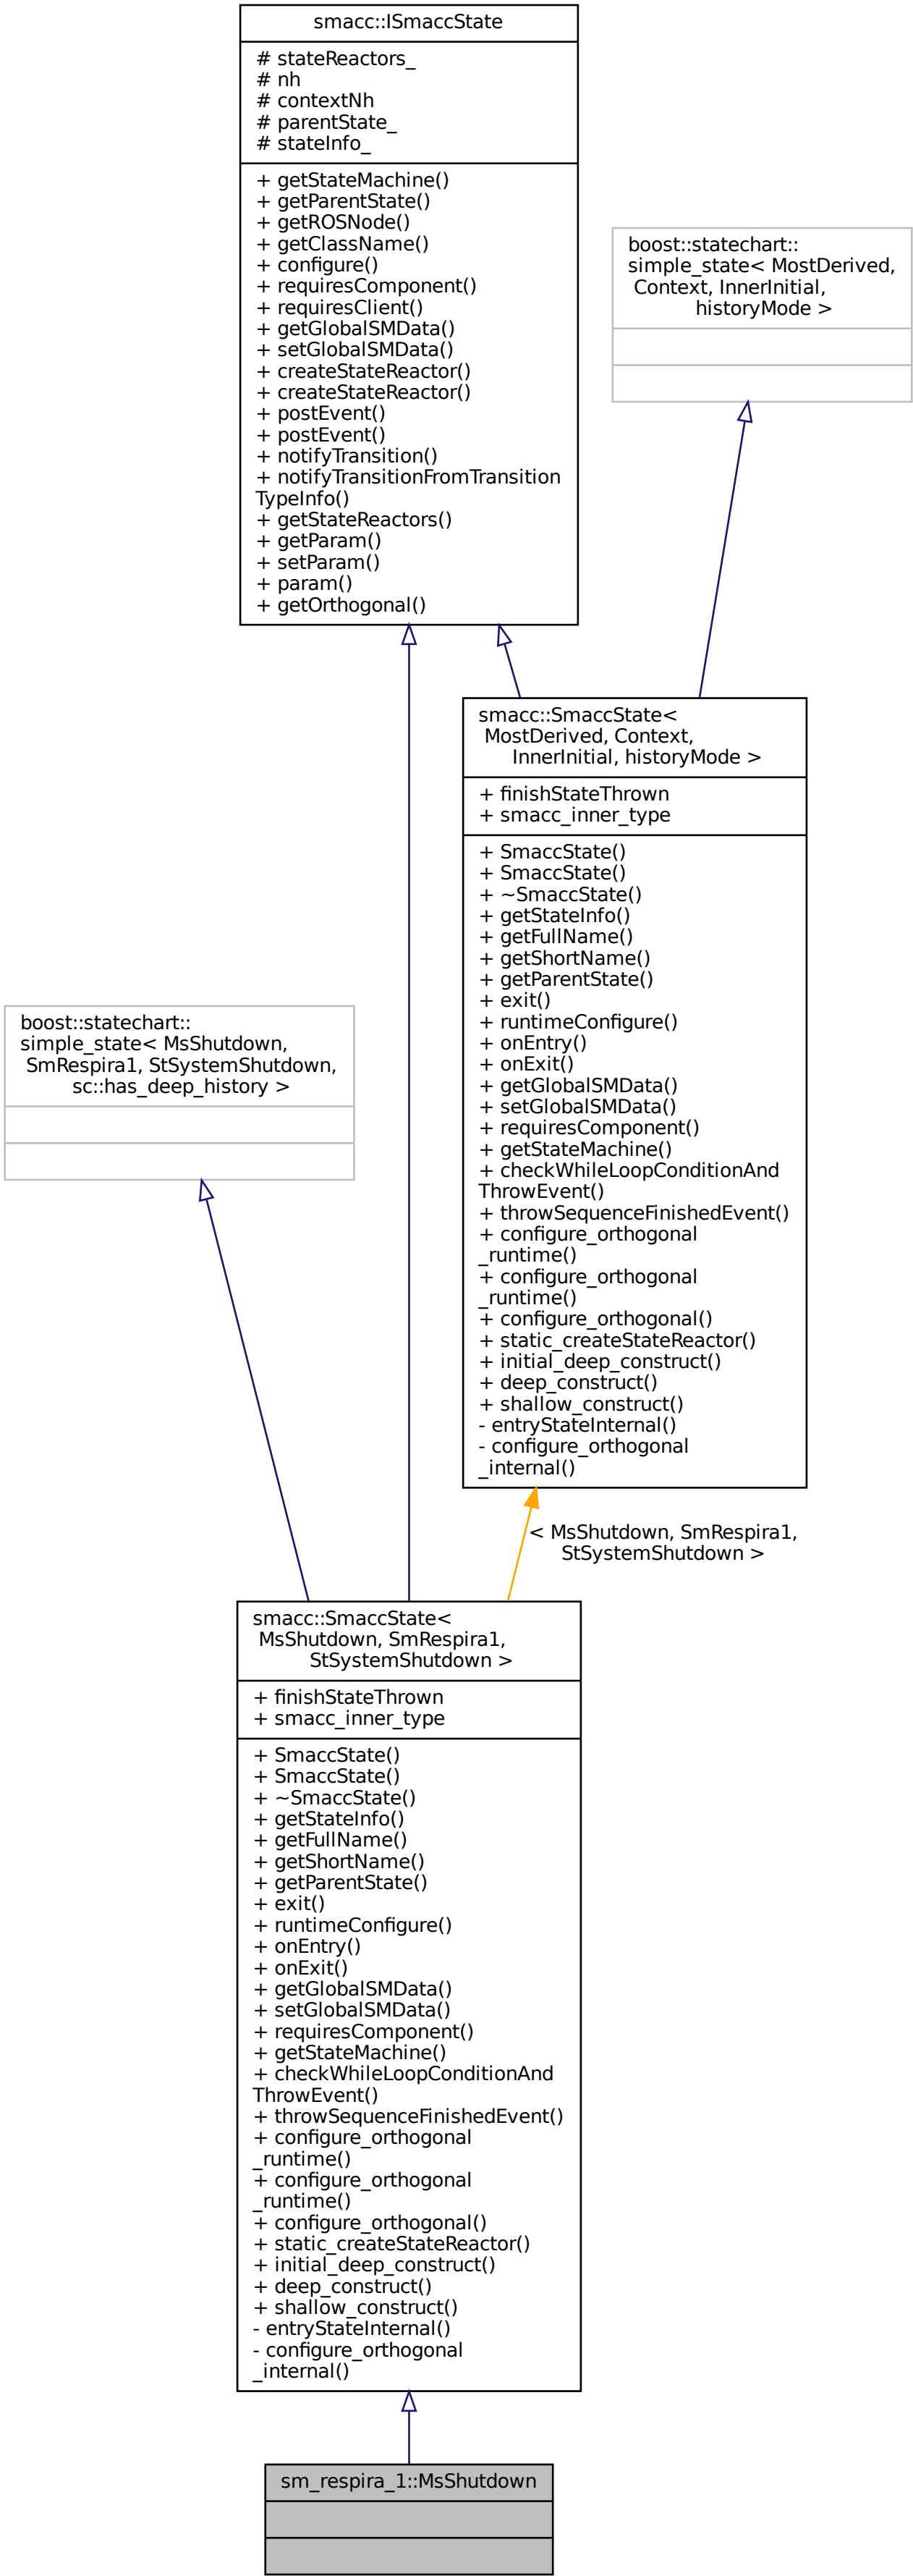 smacc::ISmaccState
# stateReactors_
# nh
# contextNh
# parentState_
# stateInfo_
+ getStateMachine()
+ getParentState()
+ getROSNode()
+ getClassName()
+ configure()
+ requiresComponent()
+ requiresClient()
+ getGlobalSMData()
+ setGlobalSMData()
+ createStateReactor()
+ createStateReactor()
+ postEvent()
+ postEvent()
+ notifyTransition()
+ notifyTransitionFromTransition
TypeInfo()
+ getStateReactors()
+ getParam()
+ setParam()
+ param()
+ getOrthogonal()
boost::statechart::
simple_state< MostDerived,
Context, InnerInitial,
historyMode >
smacc::SmaccState<
MostDerived, Context,
InnerInitial, historyMode >
+ finishStateThrown
+ smacc_inner_type
+ SmaccState()
+ SmaccState()
+ ~SmaccState()
+ getStateInfo()
+ getFullName()
+ getShortName()
+ getParentState()
+ exit()
+ runtimeConfigure()
+ onEntry()
+ onExit()
+ getGlobalSMData()
+ setGlobalSMData()
+ requiresComponent()
+ getStateMachine()
+ checkWhileLoopConditionAnd
ThrowEvent()
+ throwSequenceFinishedEvent()
+ configure_orthogonal
_runtime()
+ configure_orthogonal
_runtime()
+ configure_orthogonal()
+ static_createStateReactor()
+ initial_deep_construct()
+ deep_construct()
+ shallow_construct()
- entryStateInternal()
- configure_orthogonal
_internal()
boost::statechart::
simple_state< MsShutdown,
SmRespira1, StSystemShutdown,
sc::has_deep_history >
< MsShutdown, SmRespira1,
StSystemShutdown >
smacc::SmaccState<
MsShutdown, SmRespira1,
StSystemShutdown >
+ finishStateThrown
+ smacc_inner_type
+ SmaccState()
+ SmaccState()
+ ~SmaccState()
+ getStateInfo()
+ getFullName()
+ getShortName()
+ getParentState()
+ exit()
+ runtimeConfigure()
+ onEntry()
+ onExit()
+ getGlobalSMData()
+ setGlobalSMData()
+ requiresComponent()
+ getStateMachine()
+ checkWhileLoopConditionAnd
ThrowEvent()
+ throwSequenceFinishedEvent()
+ configure_orthogonal
_runtime()
+ configure_orthogonal
_runtime()
+ configure_orthogonal()
+ static_createStateReactor()
+ initial_deep_construct()
+ deep_construct()
+ shallow_construct()
- entryStateInternal()
- configure_orthogonal
_internal()
sm_respira_1::MsShutdown